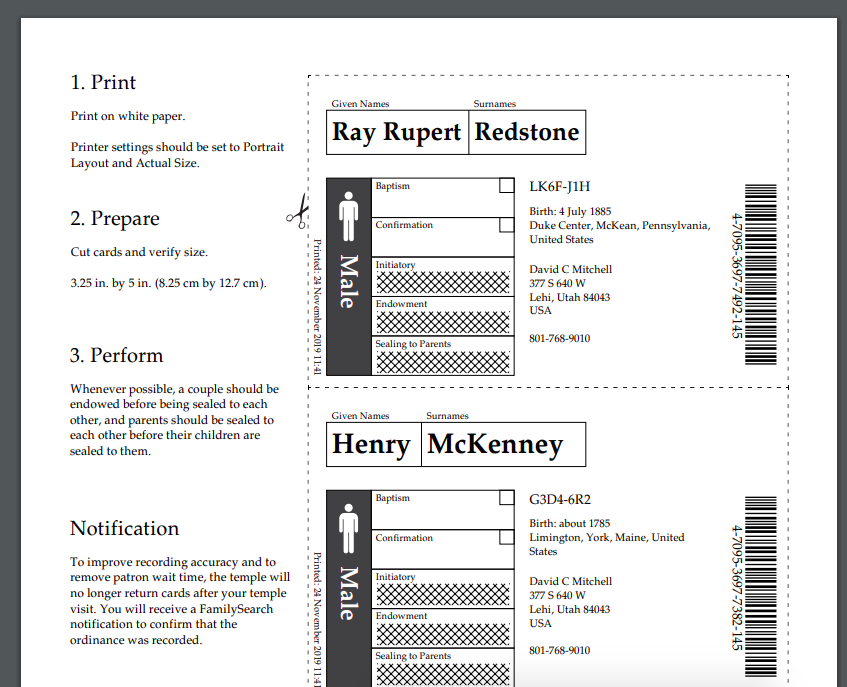 1. Print
Print on white paper.
Printer settings should be set to Portrait
Layout and Actual Size.
2. Prepare
Cut cards and verify size.
3.25 in. by 5 in. (8.25 cm by 12.7 cm).
3. Perform
Whenever possible, a couple should be
endowed before being sealed to each
other, and parents should be sealed to
each other before their children are
sealed to them.
Notification
To improve recording accuracy and to
remove patron wait time, the temple will
no longer return cards after your temple
visit. You will receive a FamilySearch
notification to confirm that the
ordinance was recorded.
Given Names Surnames
Ray Rupert Redstone
Printed: 24 November 2019 11:41
Male
Baptism
Confirmation
Initiatory
Endowment
Sealing to Parents
LK6F-J1H
Birth: 4 July 1885
Duke Center, McKean, Pennsylvania,
United States
David C Mitchell
377 S 640 W
Lehi, Utah 84043
USA
801-768-9010
4-7095-3697-7492-145
Given Names Surnames
Henry McKenney
Printed: 24 November 2019 11:41
Male
Baptism
Confirmation
Initiatory
Endowment
Sealing to Parents
G3D4-6R2
Birth: about 1785
Limington, York, Maine, United
States
David C Mitchell
377 S 640 W
Lehi, Utah 84043
USA
801-768-9010
4-7095-3697-7382-145